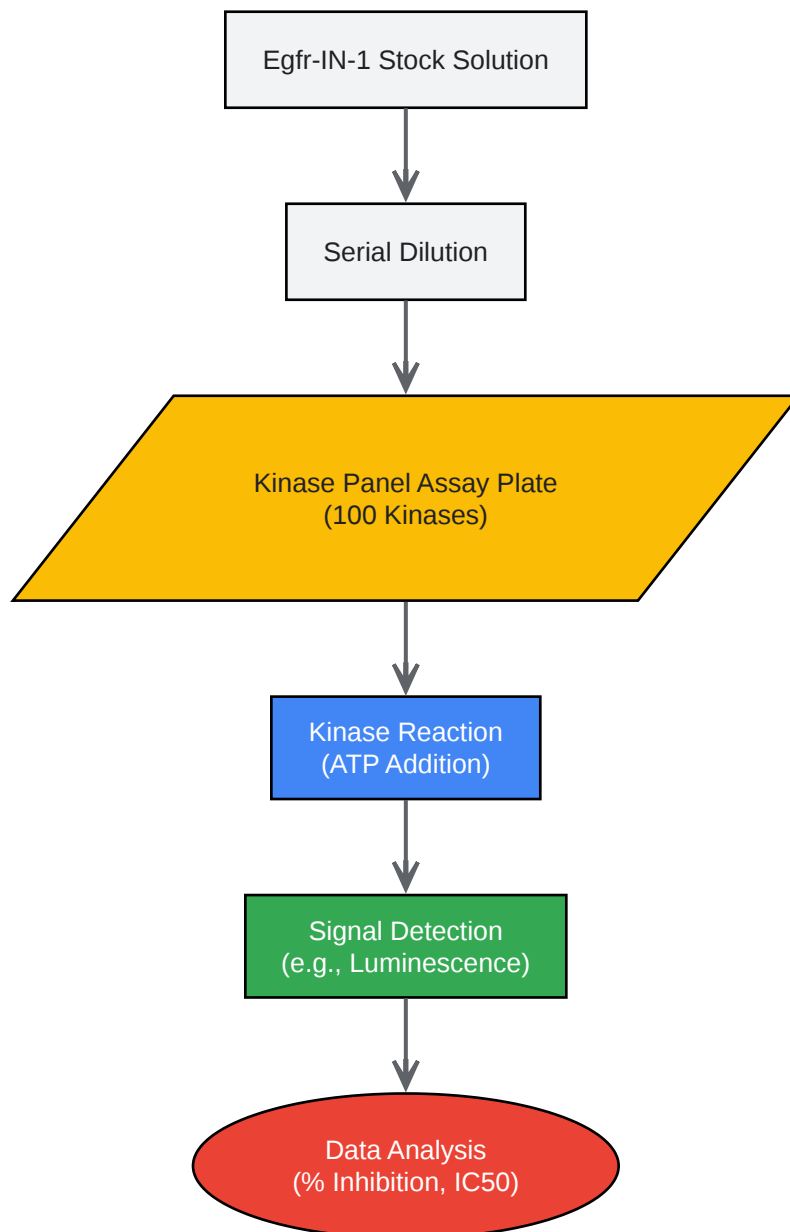 Egfr-IN-1 Stock Solution
Serial Dilution
Kinase Panel Assay Plate
(100 Kinases)
Kinase Reaction
(ATP Addition)
Signal Detection
(e.g., Luminescence)
Data Analysis
(% Inhibition, IC50)